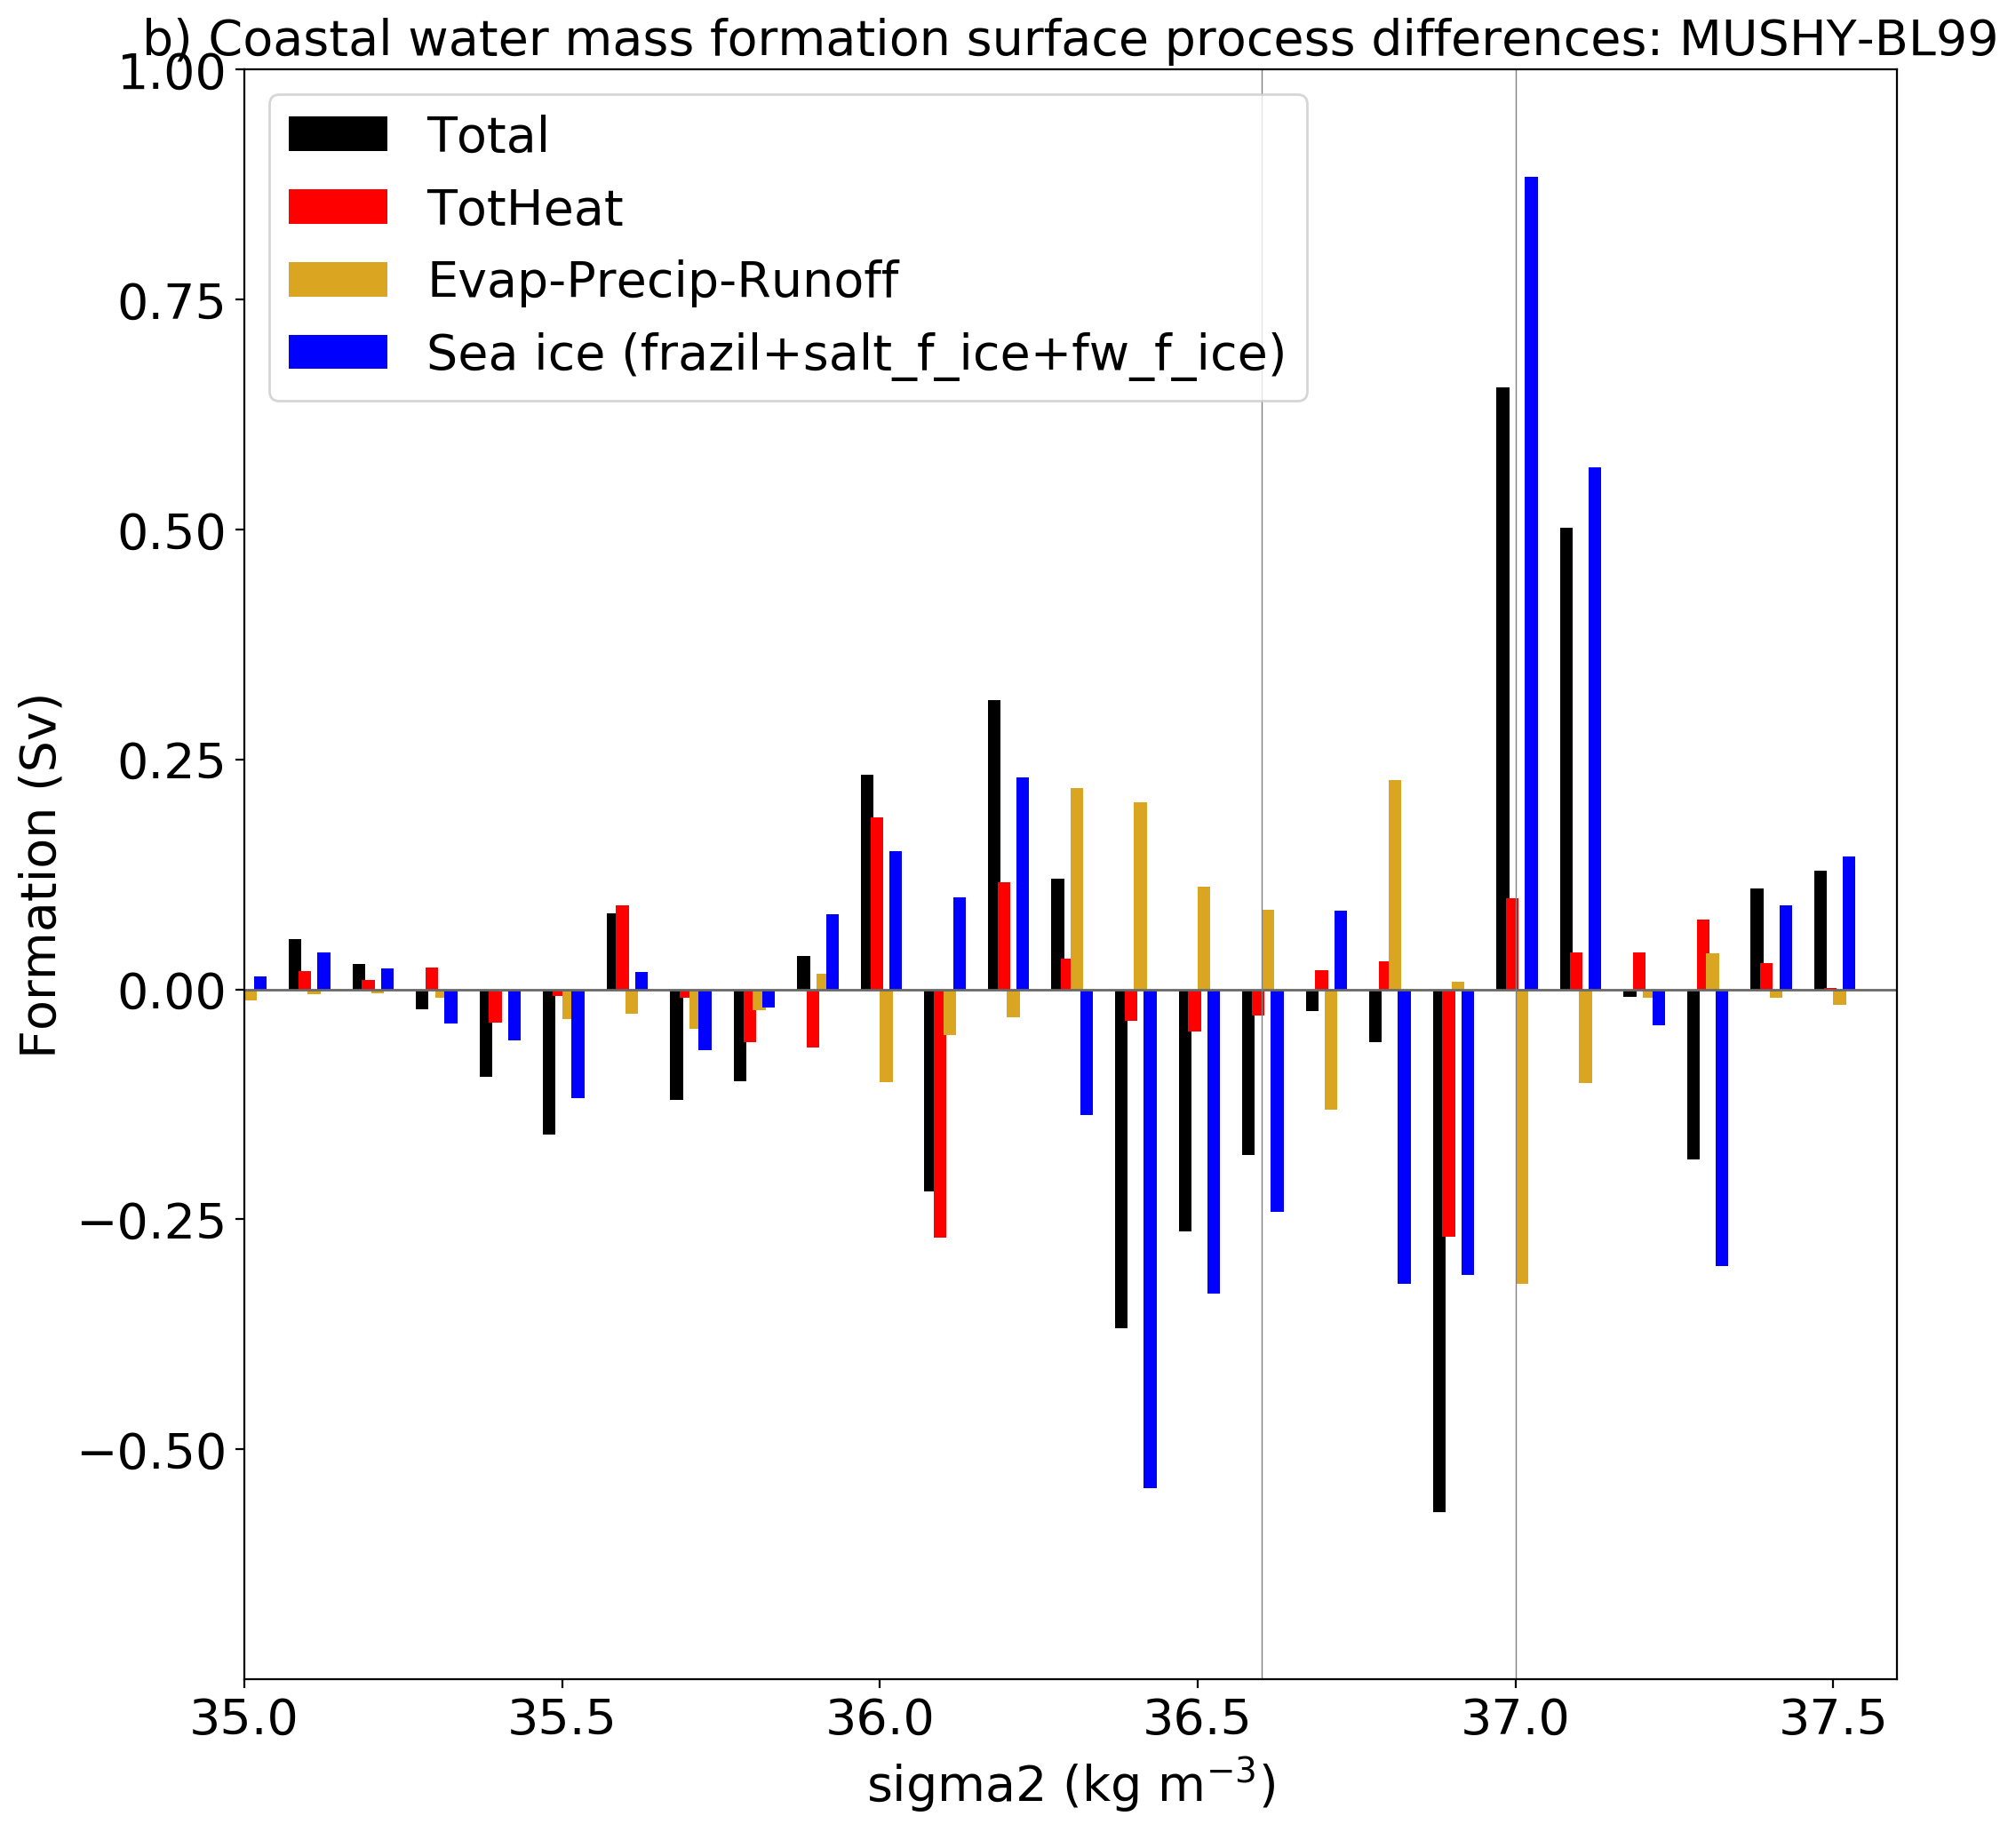 b) Coastal water mass formation surface process differences: MUSHY-BL99
1.00
0.75
0.50
0.25
0.00
−0.25
−0.50
Formation (Sv)
Total
TotHeat
Evap-Precip-Runoff
Sea ice (frazil+salt_f_ice+fw_f_ice)
35.0 35.5 36.0 36.5 37.0 37.5
sigma2 (kg m⁻³)